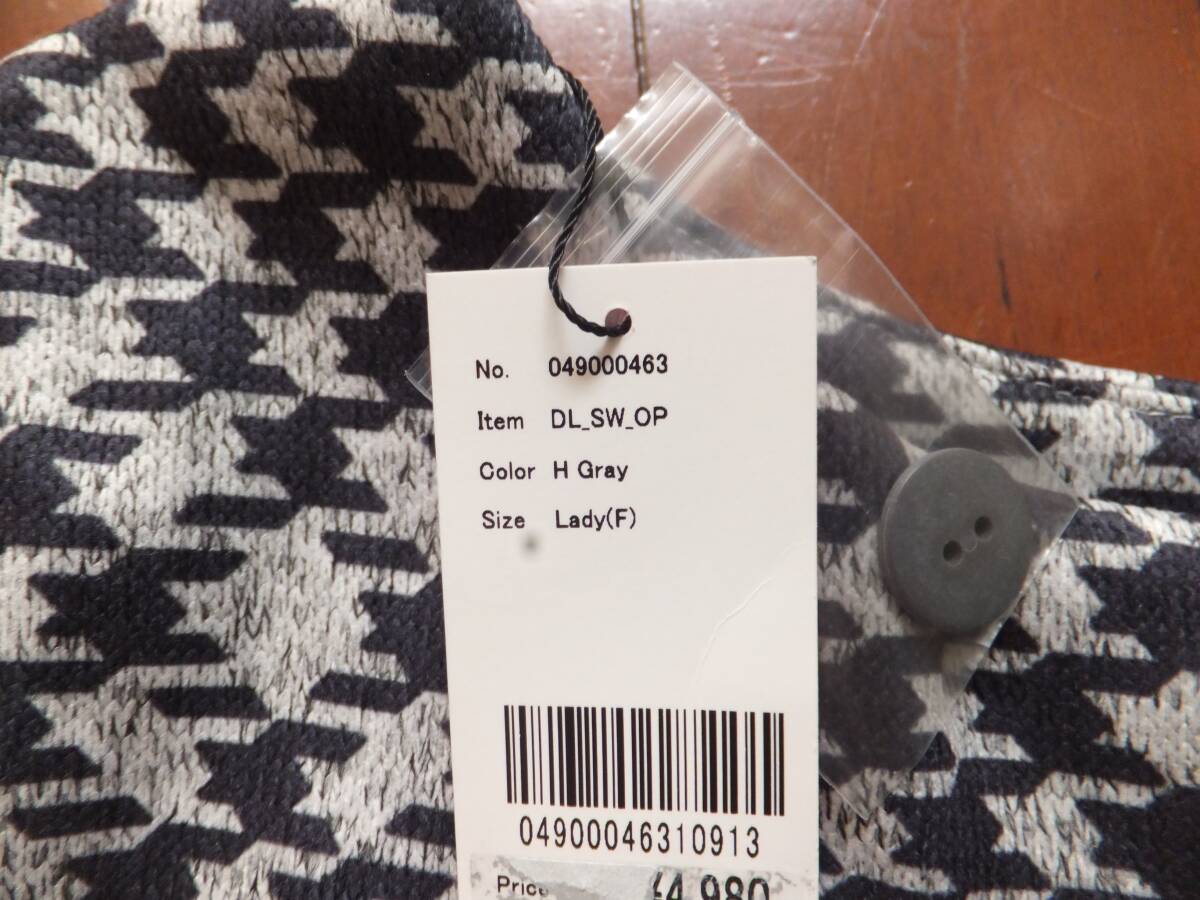 No. 049000463
Item DL_SW_OP
Color H Gray
Size Lady(F)
04900046310913
Price ¥4,980